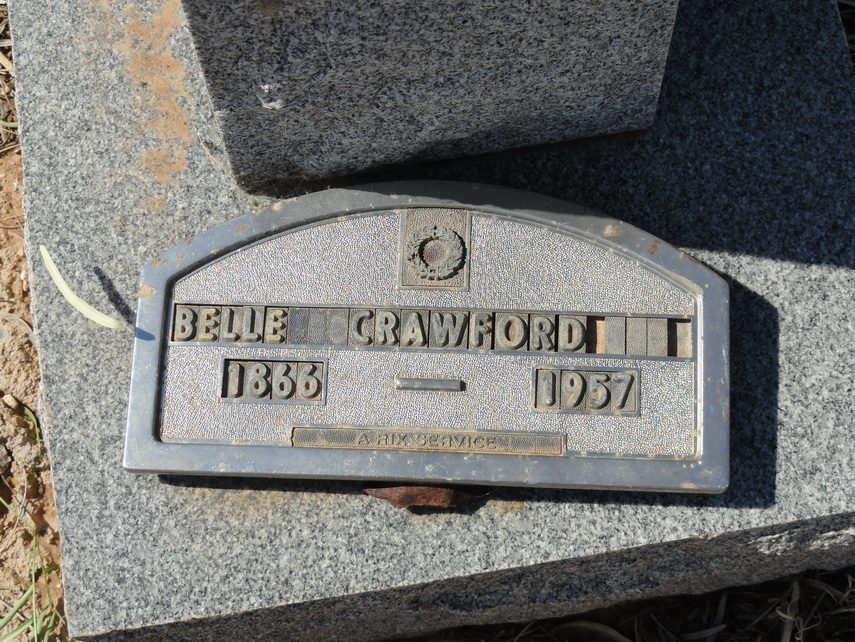 BELLE CRAWFORD
1866 — 1957
A RIX SERVICE